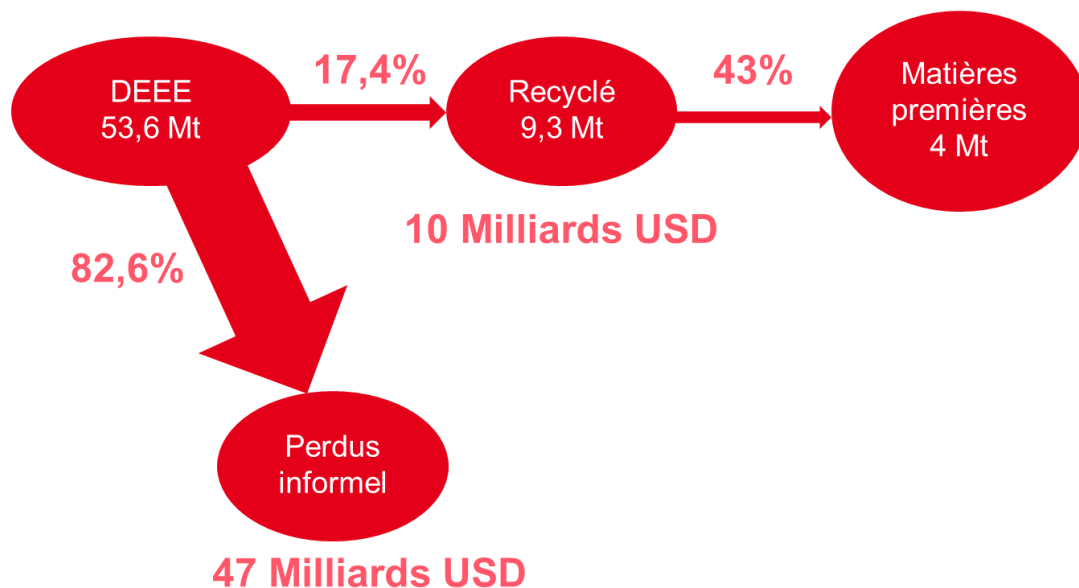 DEEE
53,6 Mt
17,4%
Recyclé
9,3 Mt
43%
Matières
premières
4 Mt
10 Milliards USD
82,6%
Perdus
informel
47 Milliards USD